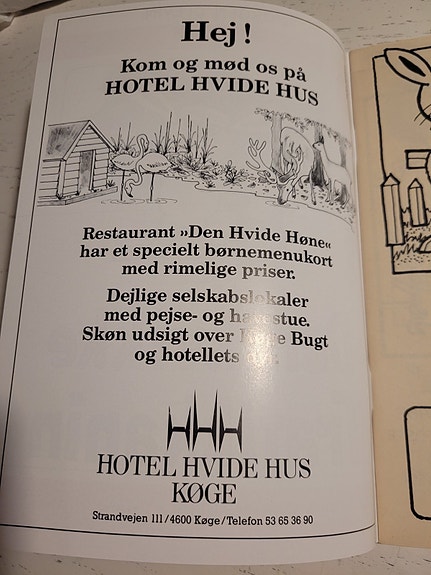 Hej!
Kom og mød os på
HOTEL HVIDE HUS
Restaurant »Den Hvide Høne«
har et specielt børnemenukort
med rimelige priser.
Dejlige selskabslokaler
med pejse- og havestue.
Skøn udsigt over Køge Bugt
og hotellets
HHH
HOTEL HVIDE HUS
KØGE
Strandvejen 111/4600 Køge/Telefon 53 65 36 90